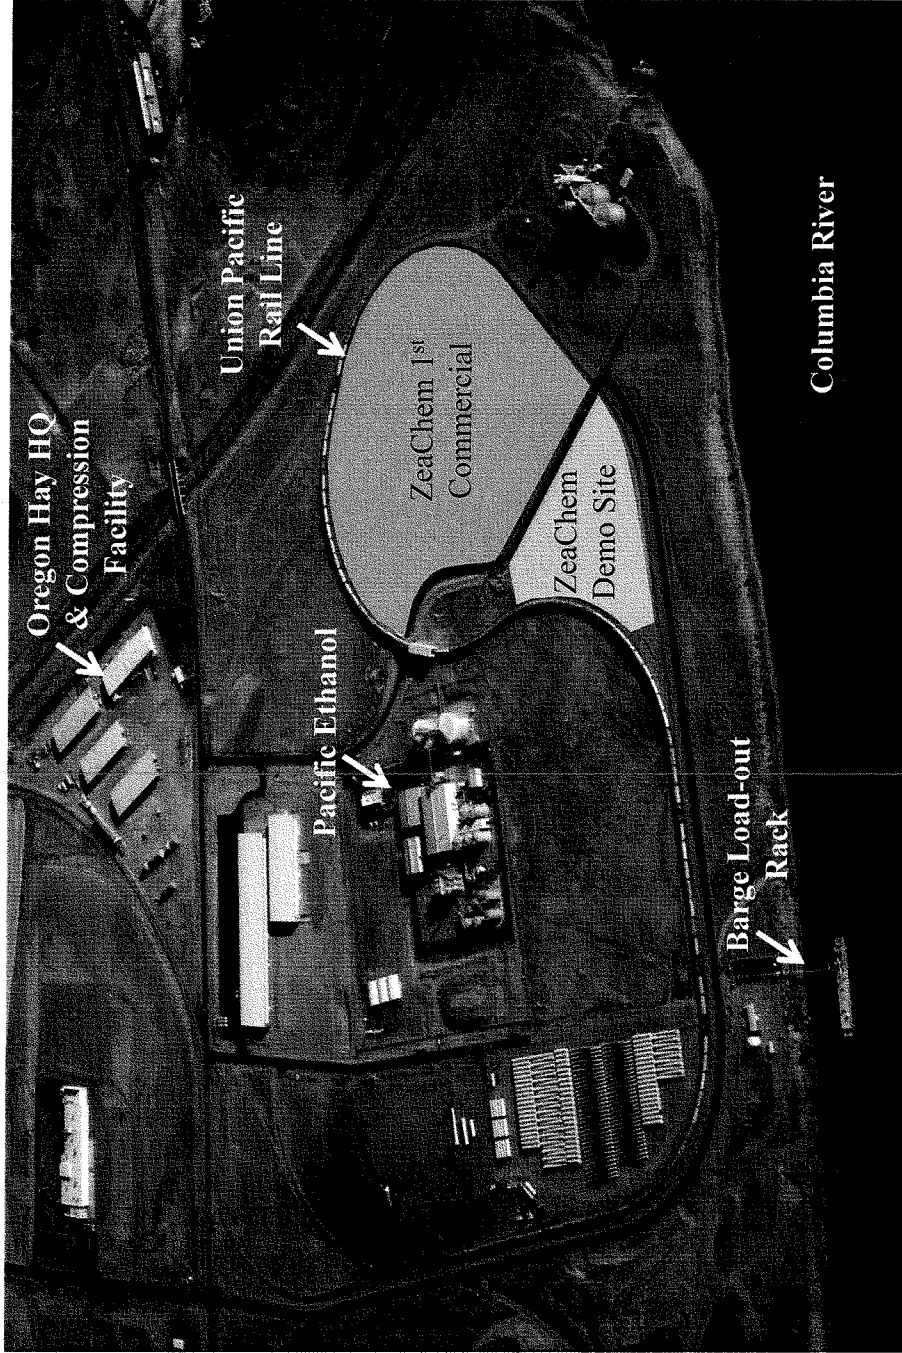 Oregon Hay HQ
& Compression
Facility
Union Pacific
Rail Line
Pacific Ethanol
ZeaChem 1st
Commercial
ZeaChem
Demo Site
Barge Load-out
Rack
Columbia River